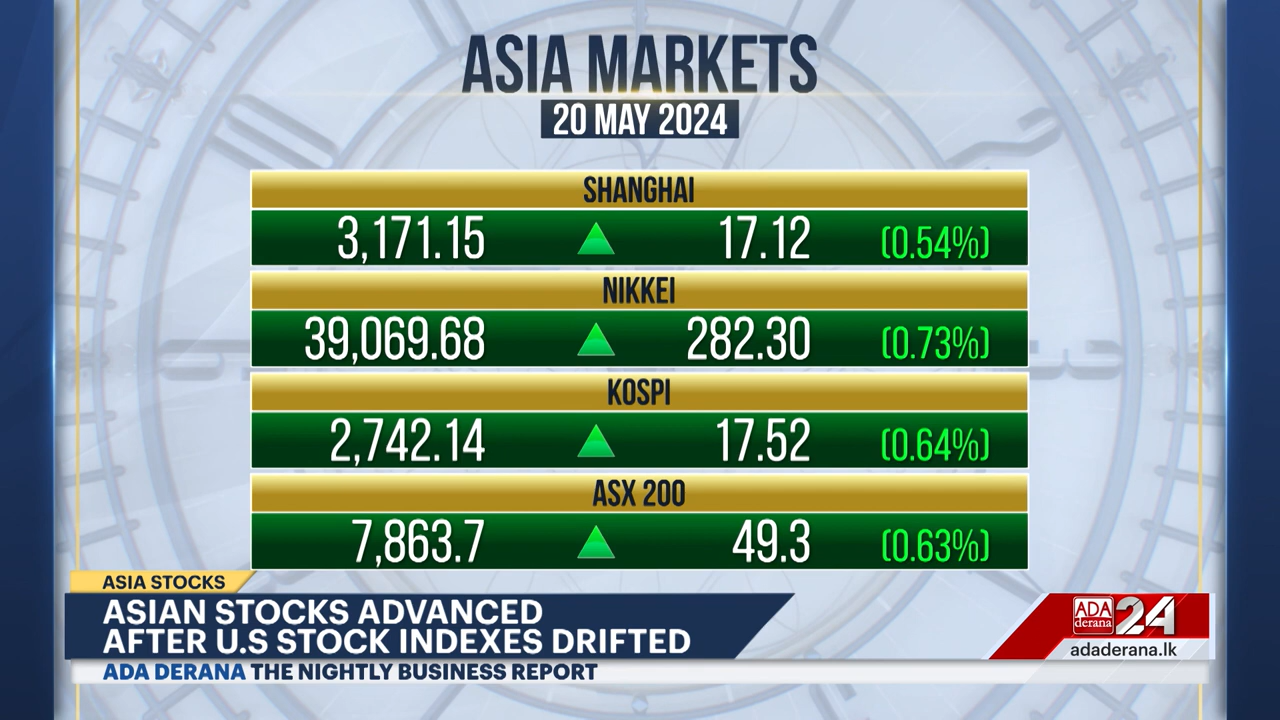 ASIA MARKETS
20 MAY 2024
SHANGHAI
3,171.15 ▲ 17.12 (0.54%)
NIKKEI
39,069.68 ▲ 282.30 (0.73%)
KOSPI
2,742.14 ▲ 17.52 (0.64%)
ASX 200
7,863.7 ▲ 49.3 (0.63%)
ASIA STOCKS
ASIAN STOCKS ADVANCED
AFTER U.S STOCK INDEXES DRIFTED
ADA DERANA THE NIGHTLY BUSINESS REPORT
ADA
derana 24
adaderana.lk